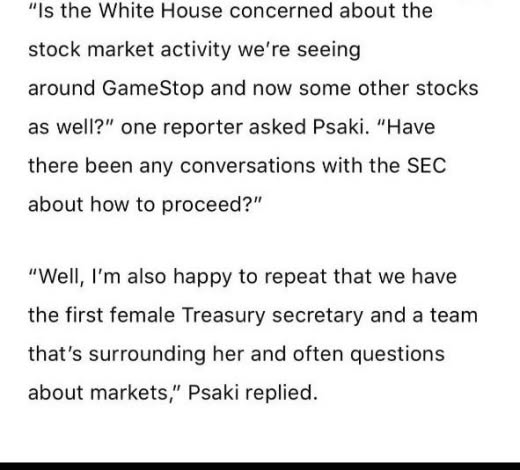 “Is the White House concerned about the
stock market activity we’re seeing
around GameStop and now some other stocks
as well?” one reporter asked Psaki. “Have
there been any conversations with the SEC
about how to proceed?”
“Well, I’m also happy to repeat that we have
the first female Treasury secretary and a team
that’s surrounding her and often questions
about markets,” Psaki replied.